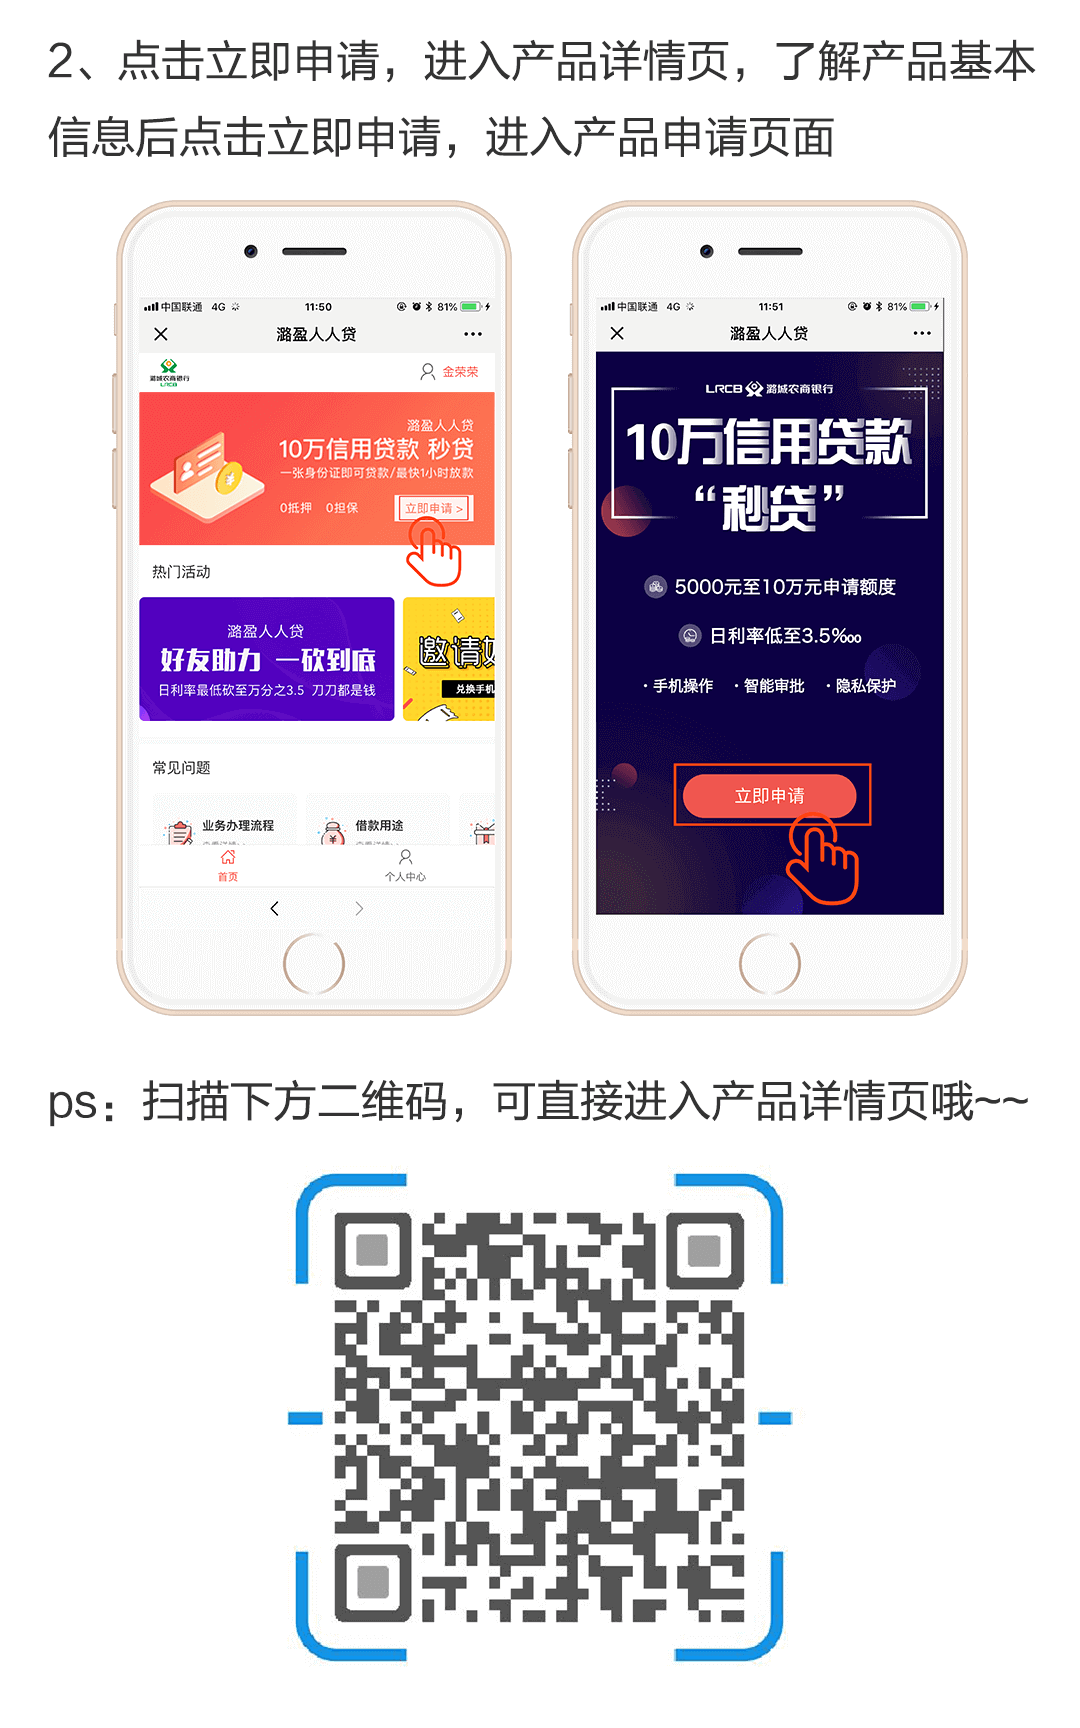 2、点击立即申请，进入产品详情页，了解产品基本
信息后点击立即申请，进入产品申请页面
中国联通 4G 11:50 81%
潞盈人人贷
潞城农商银行
LRCB
金荣荣
潞盈人人贷
10万信用贷款 秒贷
一张身份证即可贷款/最快1小时放款
0抵押 0担保 立即申请 >
热门活动
潞盈人人贷
好友助力 一砍到底
日利率最低砍至万分之3.5 刀刀都是钱
邀请
兑换手机
常见问题
业务办理流程
借款用途
首页
个人中心
中国联通 4G 11:51 81%
潞盈人人贷
LRCB 潞城农商银行
10万信用贷款
“秒贷”
5000元至10万元申请额度
日利率低至3.5‱
· 手机操作 · 智能审批 · 隐私保护
立即申请
ps：扫描下方二维码，可直接进入产品详情页哦~~